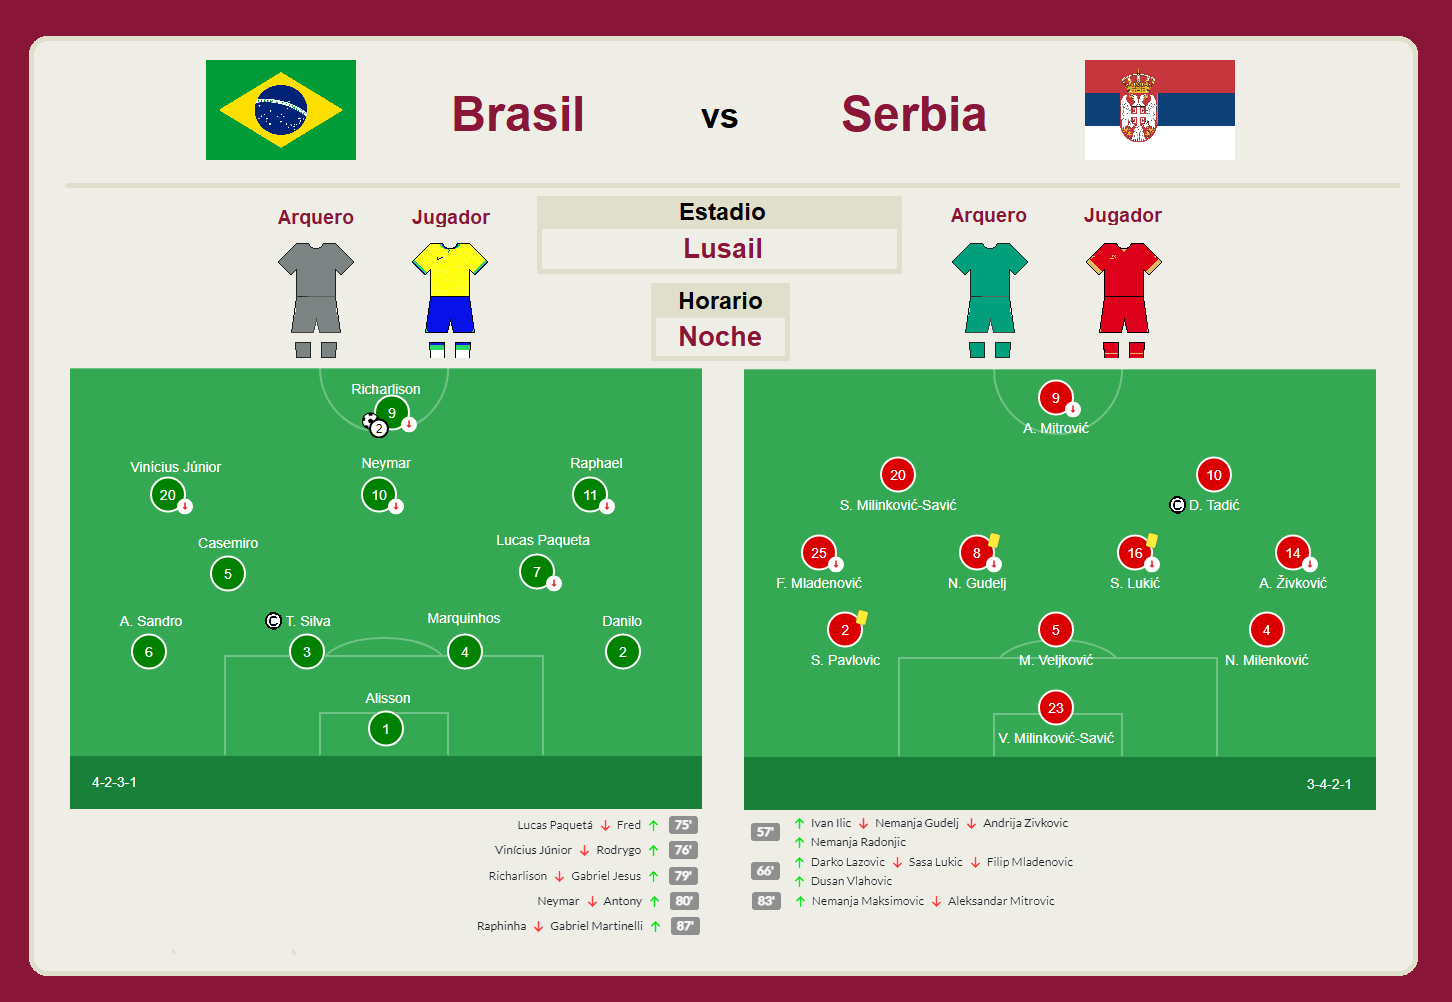 Brasil vs Serbia
Arquero Jugador
Estadio
Lusail
Horario
Noche
Arquero Jugador
Richarlison
9
2
Vinícius Júnior
20
Neymar
10
Raphael
11
Casemiro
5
Lucas Paqueta
7
A. Sandro
6
C T. Silva
3
Marquinhos
4
Danilo
2
Alisson
1
4-2-3-1
9
A. Mitrović
20
S. Milinković-Savić
10
C D. Tadić
25
F. Mladenović
8
N. Gudelj
16
S. Lukić
14
A. Živković
2
S. Pavlovic
5
M. Veljković
4
N. Milenković
23
V. Milinković-Savić
3-4-2-1
Lucas Paquetá ↓ Fred ↑ 75'
Vinícius Júnior ↓ Rodrygo ↑ 76'
Richarlison ↓ Gabriel Jesus ↑ 79'
Neymar ↓ Antony ↑ 80'
Raphinha ↓ Gabriel Martinelli ↑ 87'
57' ↑ Ivan Ilic ↓ Nemanja Gudelj ↓ Andrija Zivkovic
↑ Nemanja Radonjic
66' ↑ Darko Lazovic ↓ Sasa Lukic ↓ Filip Mladenovic
↑ Dusan Vlahovic
83' ↑ Nemanja Maksimovic ↓ Aleksandar Mitrovic